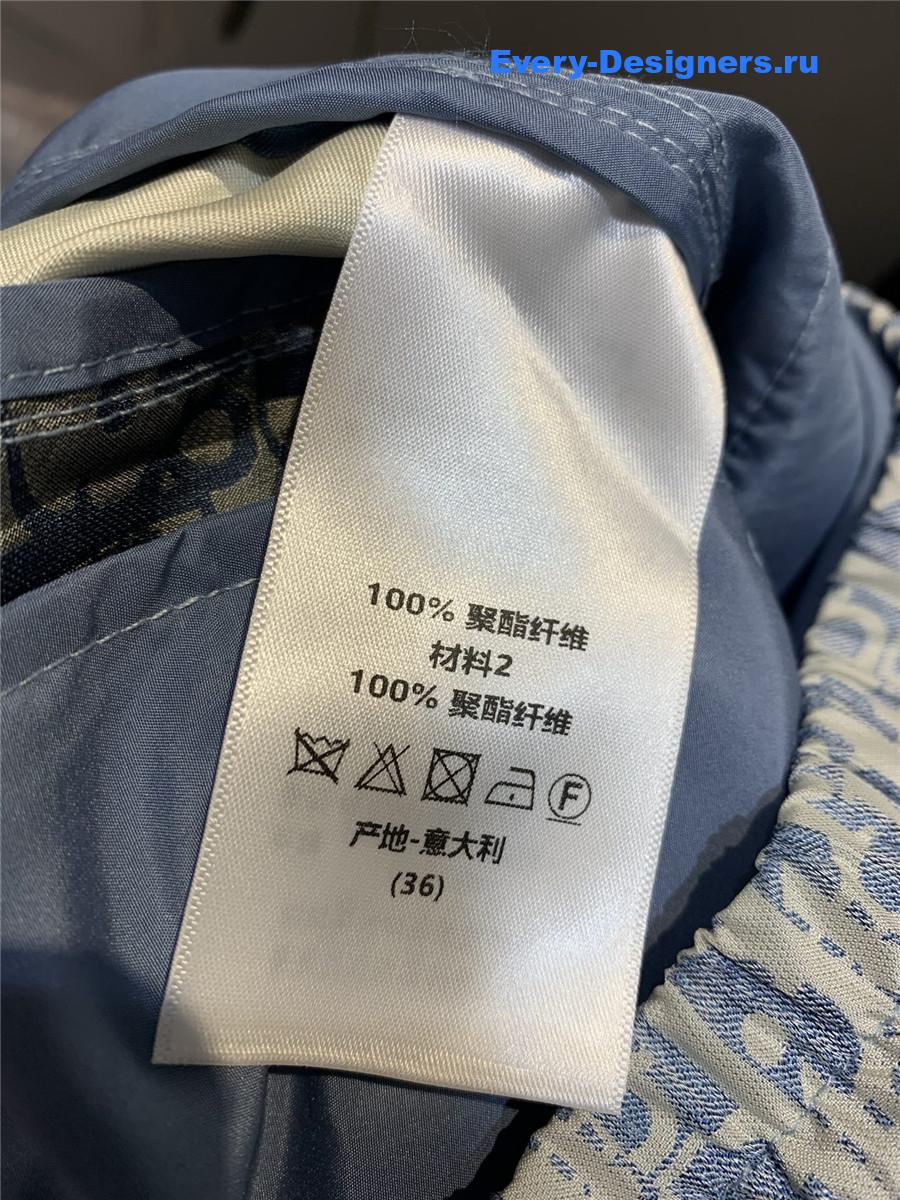 Every-Designers.ru
100% 聚酯纤维
材料2
100% 聚酯纤维
F
产地-意大利
(36)